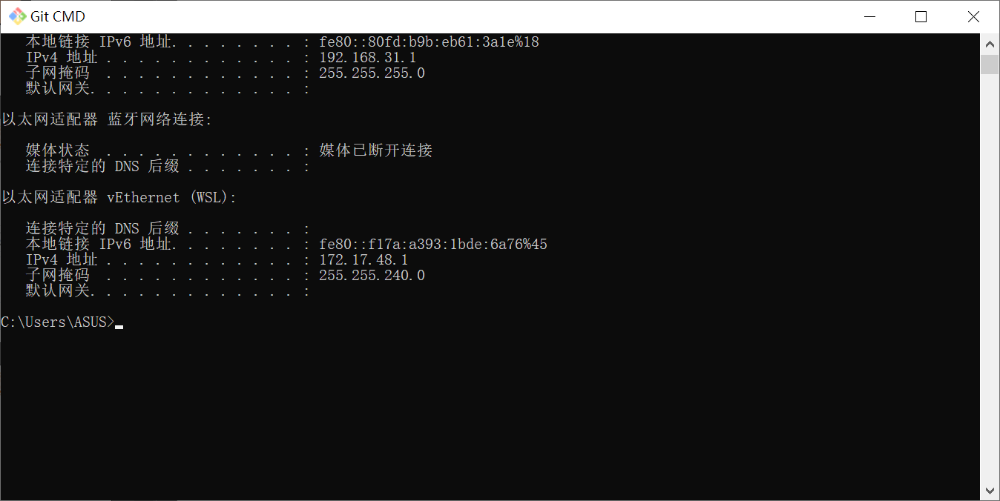 Git CMD
本地链接 IPv6 地址. . . . . . . . : fe80::80fd:b9b:eb61:3a1e%18
IPv4 地址 . . . . . . . . . . . . : 192.168.31.1
子网掩码  . . . . . . . . . . . . : 255.255.255.0
默认网关. . . . . . . . . . . . . :
以太网适配器 蓝牙网络连接:
媒体状态  . . . . . . . . . . . . : 媒体已断开连接
连接特定的 DNS 后缀 . . . . . . . :
以太网适配器 vEthernet (WSL):
连接特定的 DNS 后缀 . . . . . . . :
本地链接 IPv6 地址. . . . . . . . : fe80::f17a:a393:1bde:6a76%45
IPv4 地址 . . . . . . . . . . . . : 172.17.48.1
子网掩码  . . . . . . . . . . . . : 255.255.240.0
默认网关. . . . . . . . . . . . . :
C:\Users\ASUS>